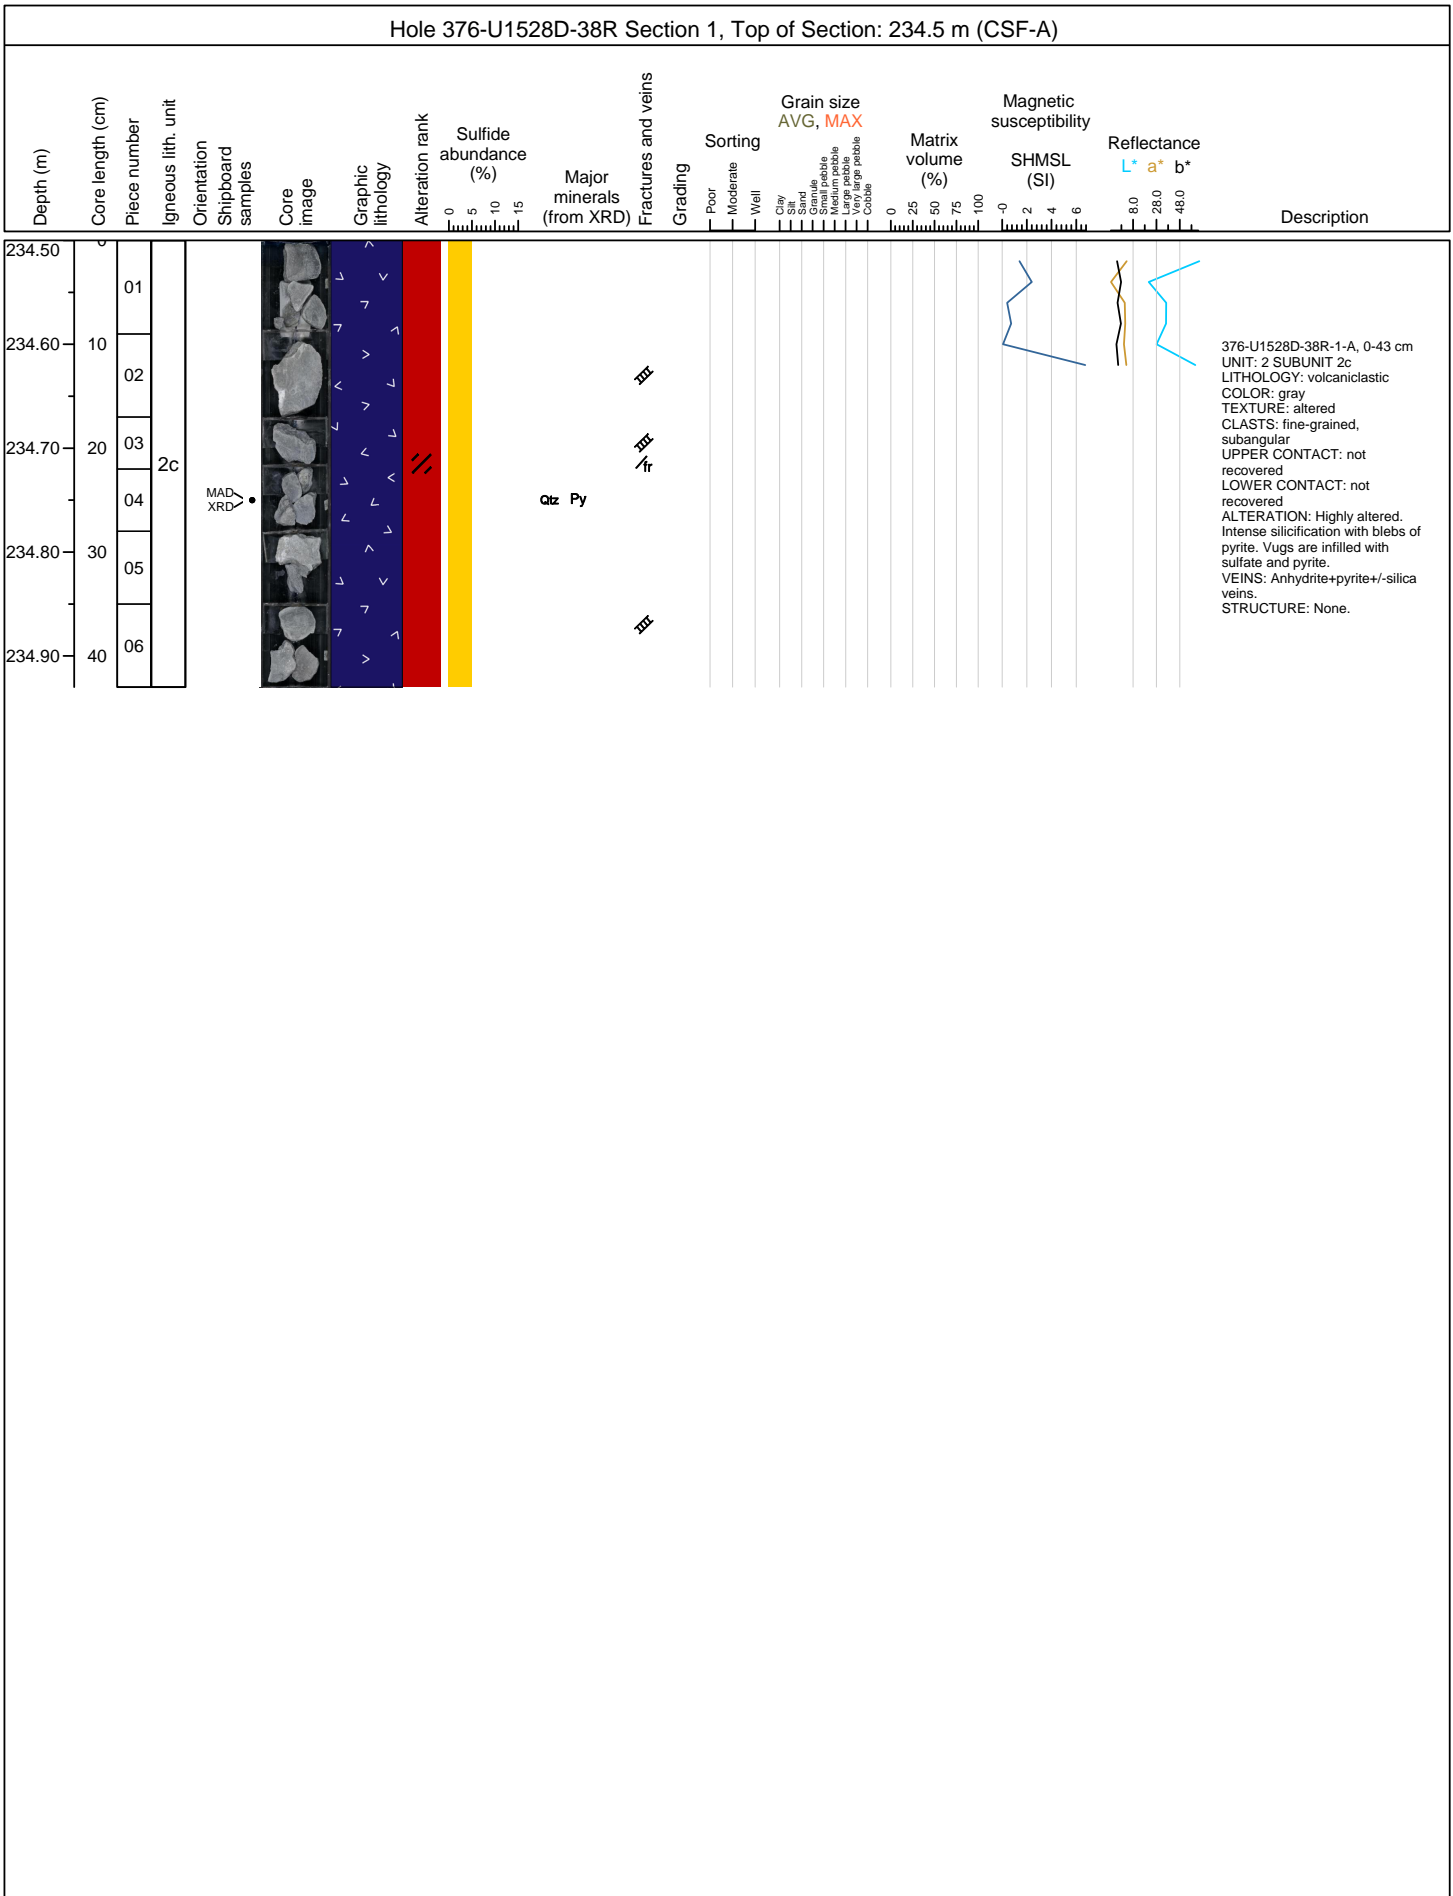 Hole 376-U1528D-38R Section 1, Top of Section: 234.5 m (CSF-A)
Depth (m)
Core length (cm)
Piece number
Igneous lith. unit
Orientation
Shipboard
samples
Core
image
Graphic
lithology
Alteration rank
Sulfide
abundance
(%)
0
5
10
15
Major
minerals
(from XRD)
Fractures and veins
Grading
Sorting
Poor
Moderate
Well
Grain size
AVG, MAX
Clay
Silt
Sand
Granule
Small pebble
Medium pebble
Large pebble
Very large pebble
Cobble
Matrix
volume
(%)
0
25
50
75
100
Magnetic
susceptibility
SHMSL
(SI)
-0
2
4
6
Reflectance
L* a* b*
8.0
28.0
48.0
Description
234.50
234.60
234.70
234.80
234.90
0
10
20
30
40
01
02
03
04
05
06
2c
MAD
XRD
Qtz Py
fr
376-U1528D-38R-1-A, 0-43 cm
UNIT: 2 SUBUNIT 2c
LITHOLOGY: volcaniclastic
COLOR: gray
TEXTURE: altered
CLASTS: fine-grained,
subangular
UPPER CONTACT: not
recovered
LOWER CONTACT: not
recovered
ALTERATION: Highly altered.
Intense silicification with blebs of
pyrite. Vugs are infilled with
sulfate and pyrite.
VEINS: Anhydrite+pyrite+/-silica
veins.
STRUCTURE: None.